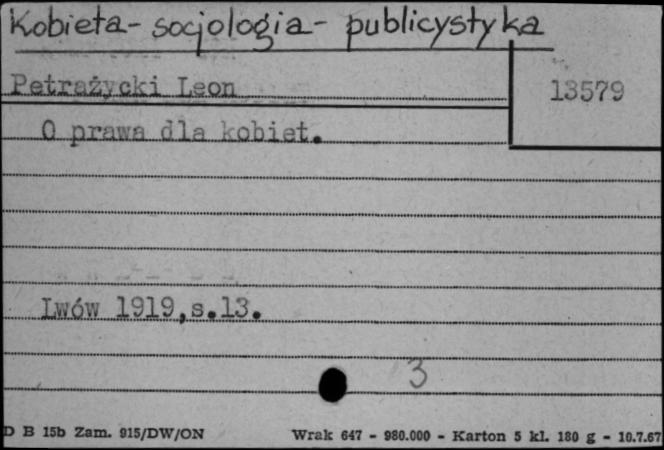 Kobieta - socjologia - publicystyka
Petrażycki Leon
13579
O prawa dla kobiet.
Lwów 1919,s.13.
3
D B 15b Zam. 915/DW/ON Wrak 647 - 980.000 - Karton 5 kl. 180 g - 10.7.67